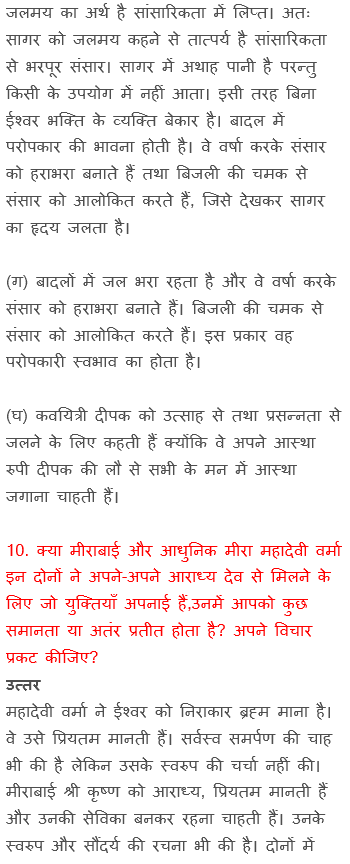 जलमय का अर्थ है सांसारिकता में लिप्त। अतः
सागर को जलमय कहने से तात्पर्य है सांसारिकता
से भरपूर संसार। सागर में अथाह पानी है परन्तु
किसी के उपयोग में नहीं आता। इसी तरह बिना
ईश्वर भक्ति के व्यक्ति बेकार है। बादल में
परोपकार की भावना होती है। वे वर्षा करके संसार
को हराभरा बनाते हैं तथा बिजली की चमक से
संसार को आलोकित करते हैं, जिसे देखकर सागर
का हृदय जलता है।
(ग) बादलों में जल भरा रहता है और वे वर्षा करके
संसार को हराभरा बनाते हैं। बिजली की चमक से
संसार को आलोकित करते हैं। इस प्रकार वह
परोपकारी स्वभाव का होता है।
(घ) कवयित्री दीपक को उत्साह से तथा प्रसन्नता से
जलने के लिए कहती हैं क्योंकि वे अपने आस्था
रुपी दीपक की लौ से सभी के मन में आस्था
जगाना चाहती हैं।
10. क्या मीराबाई और आधुनिक मीरा महादेवी वर्मा
इन दोनों ने अपने-अपने आराध्य देव से मिलने के
लिए जो युक्तियाँ अपनाई हैं,उनमें आपको कुछ
समानता या अतंर प्रतीत होता है? अपने विचार
प्रकट कीजिए?
उत्तर
महादेवी वर्मा ने ईश्वर को निराकार ब्रह्म माना है।
वे उसे प्रियतम मानती हैं। सर्वस्व समर्पण की चाह
भी की है लेकिन उसके स्वरुप की चर्चा नहीं की।
मीराबाई श्री कृष्ण को आराध्य, प्रियतम मानती हैं
और उनकी सेविका बनकर रहना चाहती हैं। उनके
स्वरुप और सौंदर्य की रचना भी की है। दोनों में